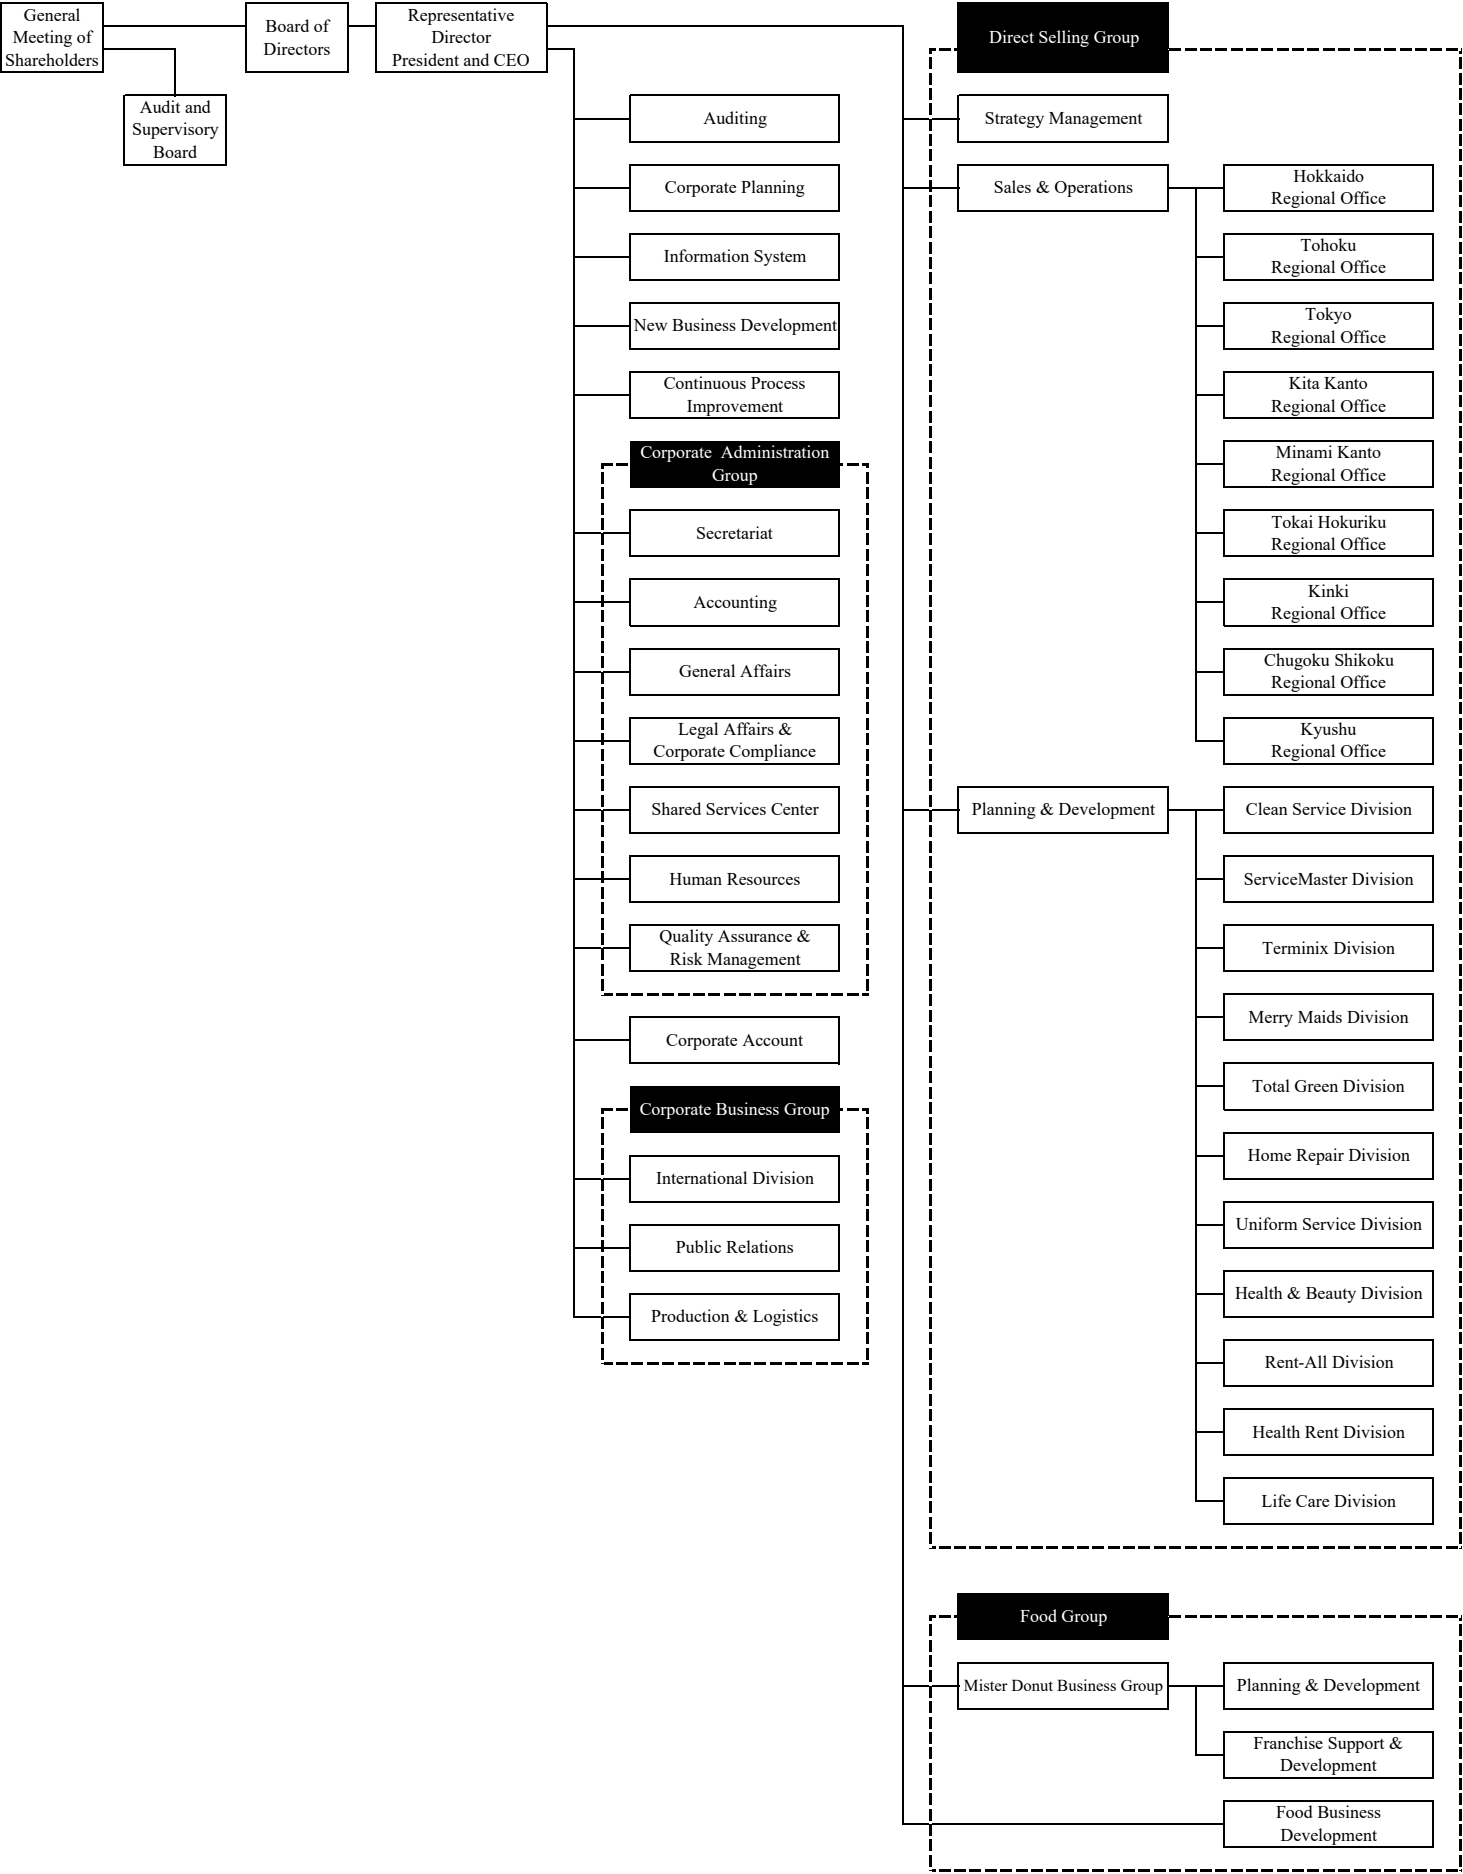 General
Meeting of
Shareholders
Board of
Directors
Representative
Director
President and CEO
Audit and
Supervisory
Board
Auditing
Corporate Planning
Information System
New Business Development
Continuous Process
Improvement
Corporate Administration
Group
Secretariat
Accounting
General Affairs
Legal Affairs &
Corporate Compliance
Shared Services Center
Human Resources
Quality Assurance &
Risk Management
Corporate Account
Corporate Business Group
International Division
Public Relations
Production & Logistics
Direct Selling Group
Strategy Management
Sales & Operations
Hokkaido
Regional Office
Tohoku
Regional Office
Tokyo
Regional Office
Kita Kanto
Regional Office
Minami Kanto
Regional Office
Tokai Hokuriku
Regional Office
Kinki
Regional Office
Chugoku Shikoku
Regional Office
Kyushu
Regional Office
Planning & Development
Clean Service Division
ServiceMaster Division
Terminix Division
Merry Maids Division
Total Green Division
Home Repair Division
Uniform Service Division
Health & Beauty Division
Rent-All Division
Health Rent Division
Life Care Division
Food Group
Mister Donut Business Group
Planning & Development
Franchise Support &
Development
Food Business
Development